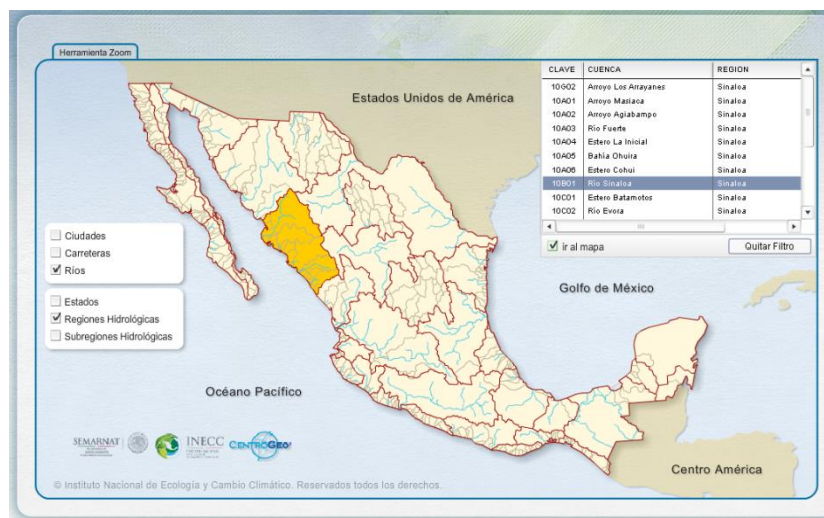 Herramienta Zoom
Estados Unidos de América
CLAVE CUENCA REGION
10G02 Arroyo Los Arrayanes Sinaloa
10A01 Arroyo Masiaca Sinaloa
10A02 Arroyo Agiabampo Sinaloa
10A03 Río Fuerte Sinaloa
10A04 Estero La Inicial Sinaloa
10A05 Bahía Ohuira Sinaloa
10A06 Estero Cohui Sinaloa
10B01 Río Sinaloa Sinaloa
10C01 Estero Batamotos Sinaloa
10C02 Río Evora Sinaloa
ir al mapa Quitar Filtro
Ciudades
Carreteras
Ríos
Estados
Regiones Hidrológicas
Subregiones Hidrológicas
Golfo de México
Océano Pacífico
SEMARNAT INECC CENTROGEO
Centro América
© Instituto Nacional de Ecología y Cambio Climático. Reservados todos los derechos.